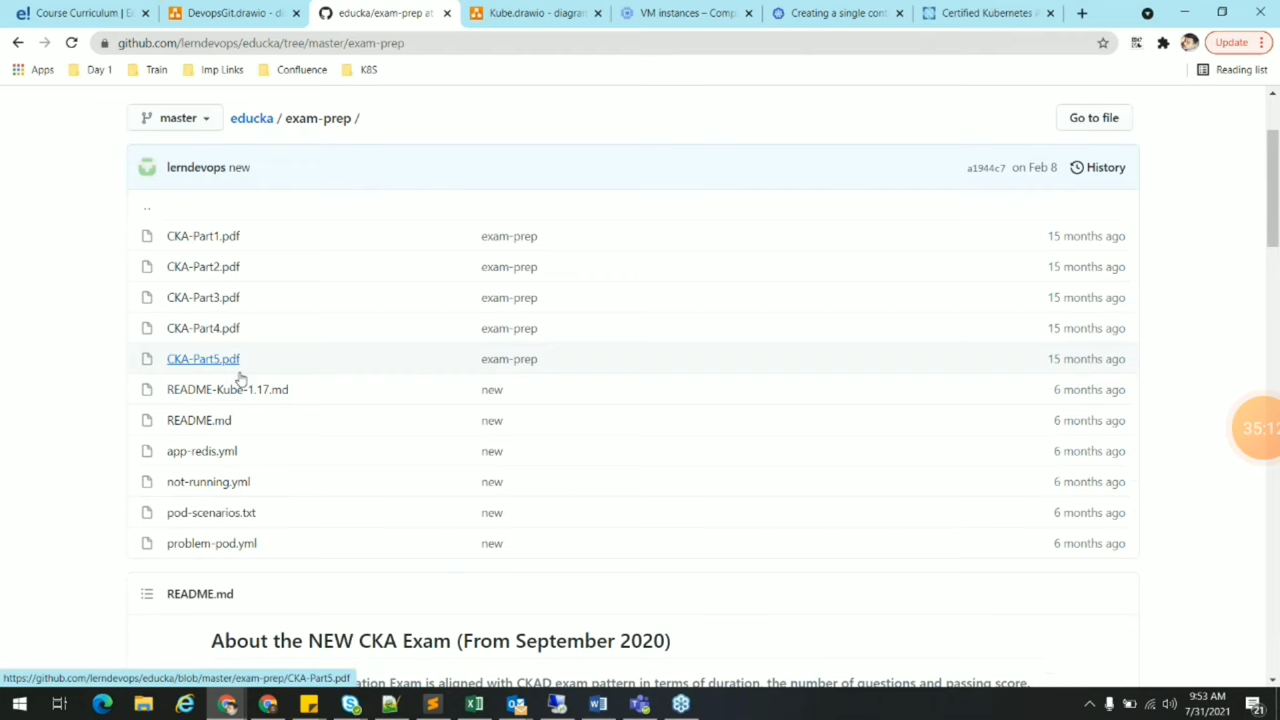 Course Curriculum | E
DevopsGit.drawio - di
educka/exam-prep at
Kube.drawio - diagram
VM instances – Comp
Creating a single cont
Certified Kubernetes A
github.com/lerndevops/educka/tree/master/exam-prep
Update
Apps
Day 1
Train
Imp Links
Confluence
K8S
Reading list
master
educka / exam-prep /
Go to file
lerndevops new
a1944c7 on Feb 8
History
..
CKA-Part1.pdf exam-prep 15 months ago
CKA-Part2.pdf exam-prep 15 months ago
CKA-Part3.pdf exam-prep 15 months ago
CKA-Part4.pdf exam-prep 15 months ago
CKA-Part5.pdf exam-prep 15 months ago
README-Kube-1.17.md new 6 months ago
README.md new 6 months ago
app-redis.yml new 6 months ago
not-running.yml new 6 months ago
pod-scenarios.txt new 6 months ago
problem-pod.yml new 6 months ago
35:12
README.md
About the NEW CKA Exam (From September 2020)
https://github.com/lerndevops/educka/blob/master/exam-prep/CKA-Part5.pdf
ation Exam is aligned with CKAD exam pattern in terms of duration, the number of questions and passing score.
9:53 AM
7/31/2021
21